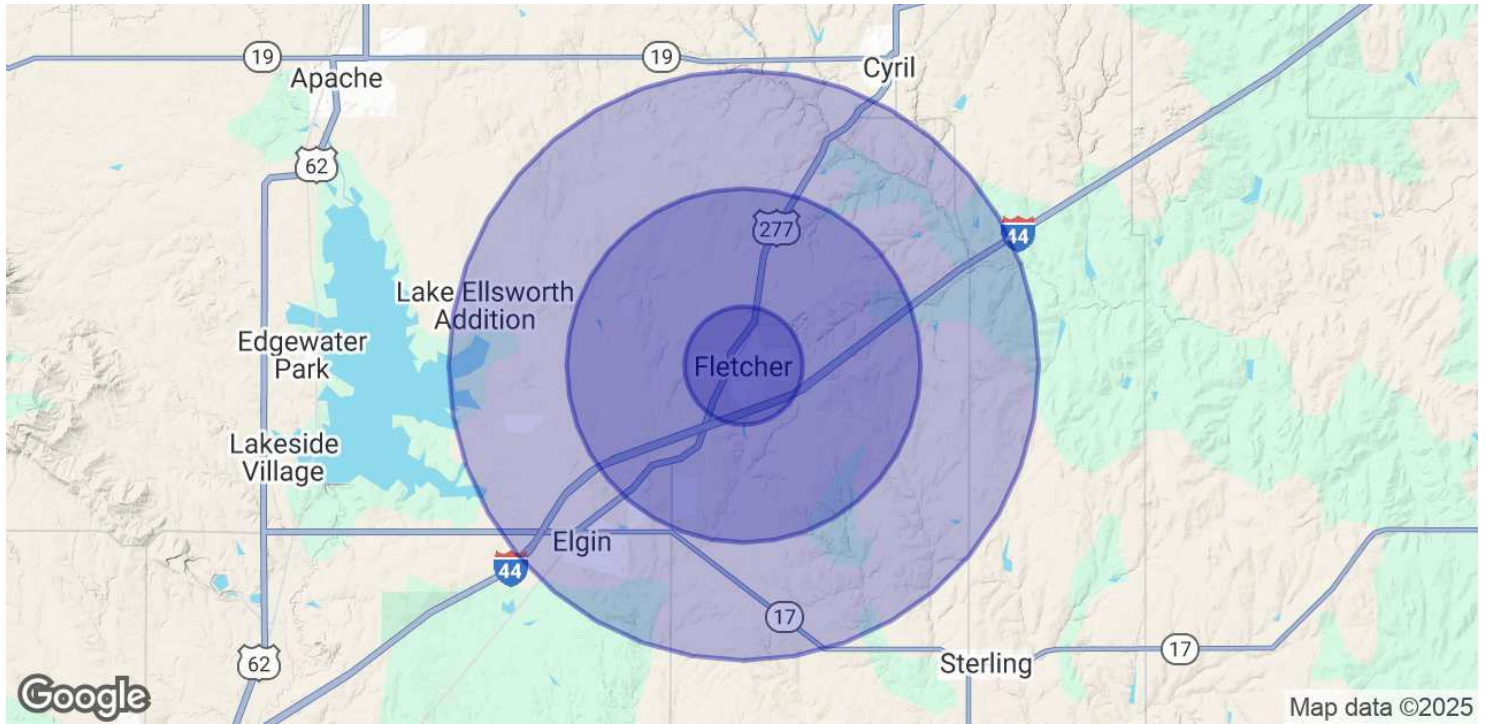 19
19
Apache
Cyril
62
277
44
Lake Ellsworth
Addition
Edgewater
Park
Fletcher
Lakeside
Village
Elgin
44
17
62
Sterling
17
Google
Map data ©2025